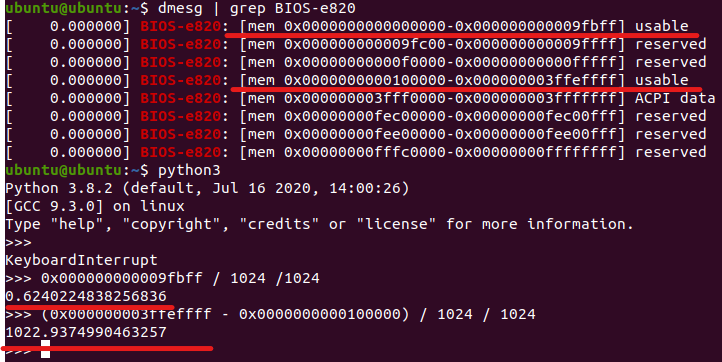 ubuntu@ubuntu:~$ dmesg | grep BIOS-e820
[    0.000000] BIOS-e820: [mem 0x0000000000000000-0x000000000009fbff] usable
[    0.000000] BIOS-e820: [mem 0x000000000009fc00-0x000000000009ffff] reserved
[    0.000000] BIOS-e820: [mem 0x00000000000f0000-0x00000000000fffff] reserved
[    0.000000] BIOS-e820: [mem 0x0000000000100000-0x000000003ffeffff] usable
[    0.000000] BIOS-e820: [mem 0x000000003fff0000-0x000000003fffffff] ACPI data
[    0.000000] BIOS-e820: [mem 0x00000000fec00000-0x00000000fec00fff] reserved
[    0.000000] BIOS-e820: [mem 0x00000000fee00000-0x00000000fee00fff] reserved
[    0.000000] BIOS-e820: [mem 0x00000000fffc0000-0x00000000ffffffff] reserved
ubuntu@ubuntu:~$ python3
Python 3.8.2 (default, Jul 16 2020, 14:00:26)
[GCC 9.3.0] on linux
Type "help", "copyright", "credits" or "license" for more information.
>>>
KeyboardInterrupt
>>> 0x000000000009fbff / 1024 /1024
0.6240224838256836
>>> (0x000000003ffeffff - 0x0000000000100000) / 1024 / 1024
1022.9374990463257
>>>